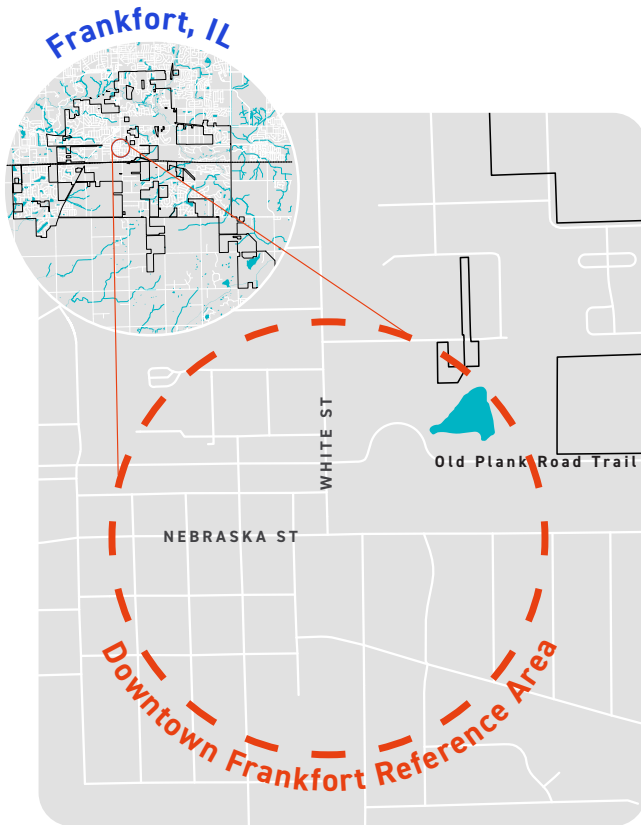 Frankfort, IL
WHITE ST
Old Plank Road Trail
NEBRASKA ST
Downtown Frankfort Reference Area